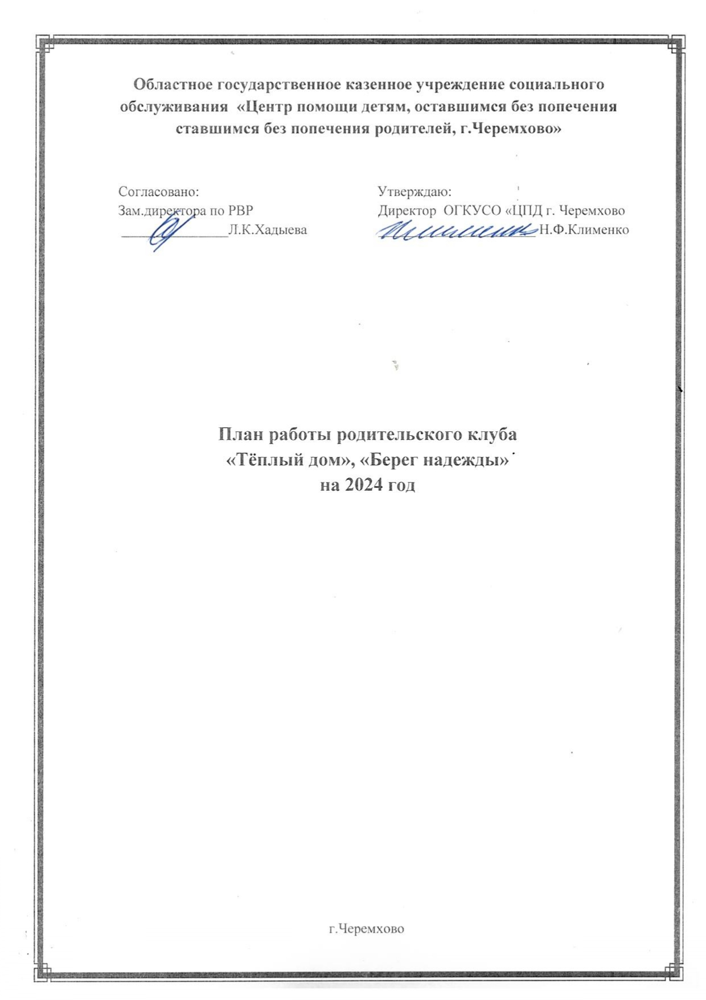 Областное государственное казенное учреждение социального
обслуживания «Центр помощи детям, оставшимся без попечения
ставшимся без попечения родителей, г.Черемхово»
Согласовано:
Зам.директора по РВР
_______________Л.К.Хадыева
Утверждаю:
Директор ОГКУСО «ЦПД г. Черемхово
______________________Н.Ф.Клименко
План работы родительского клуба
«Тёплый дом», «Берег надежды»
на 2024 год
г.Черемхово